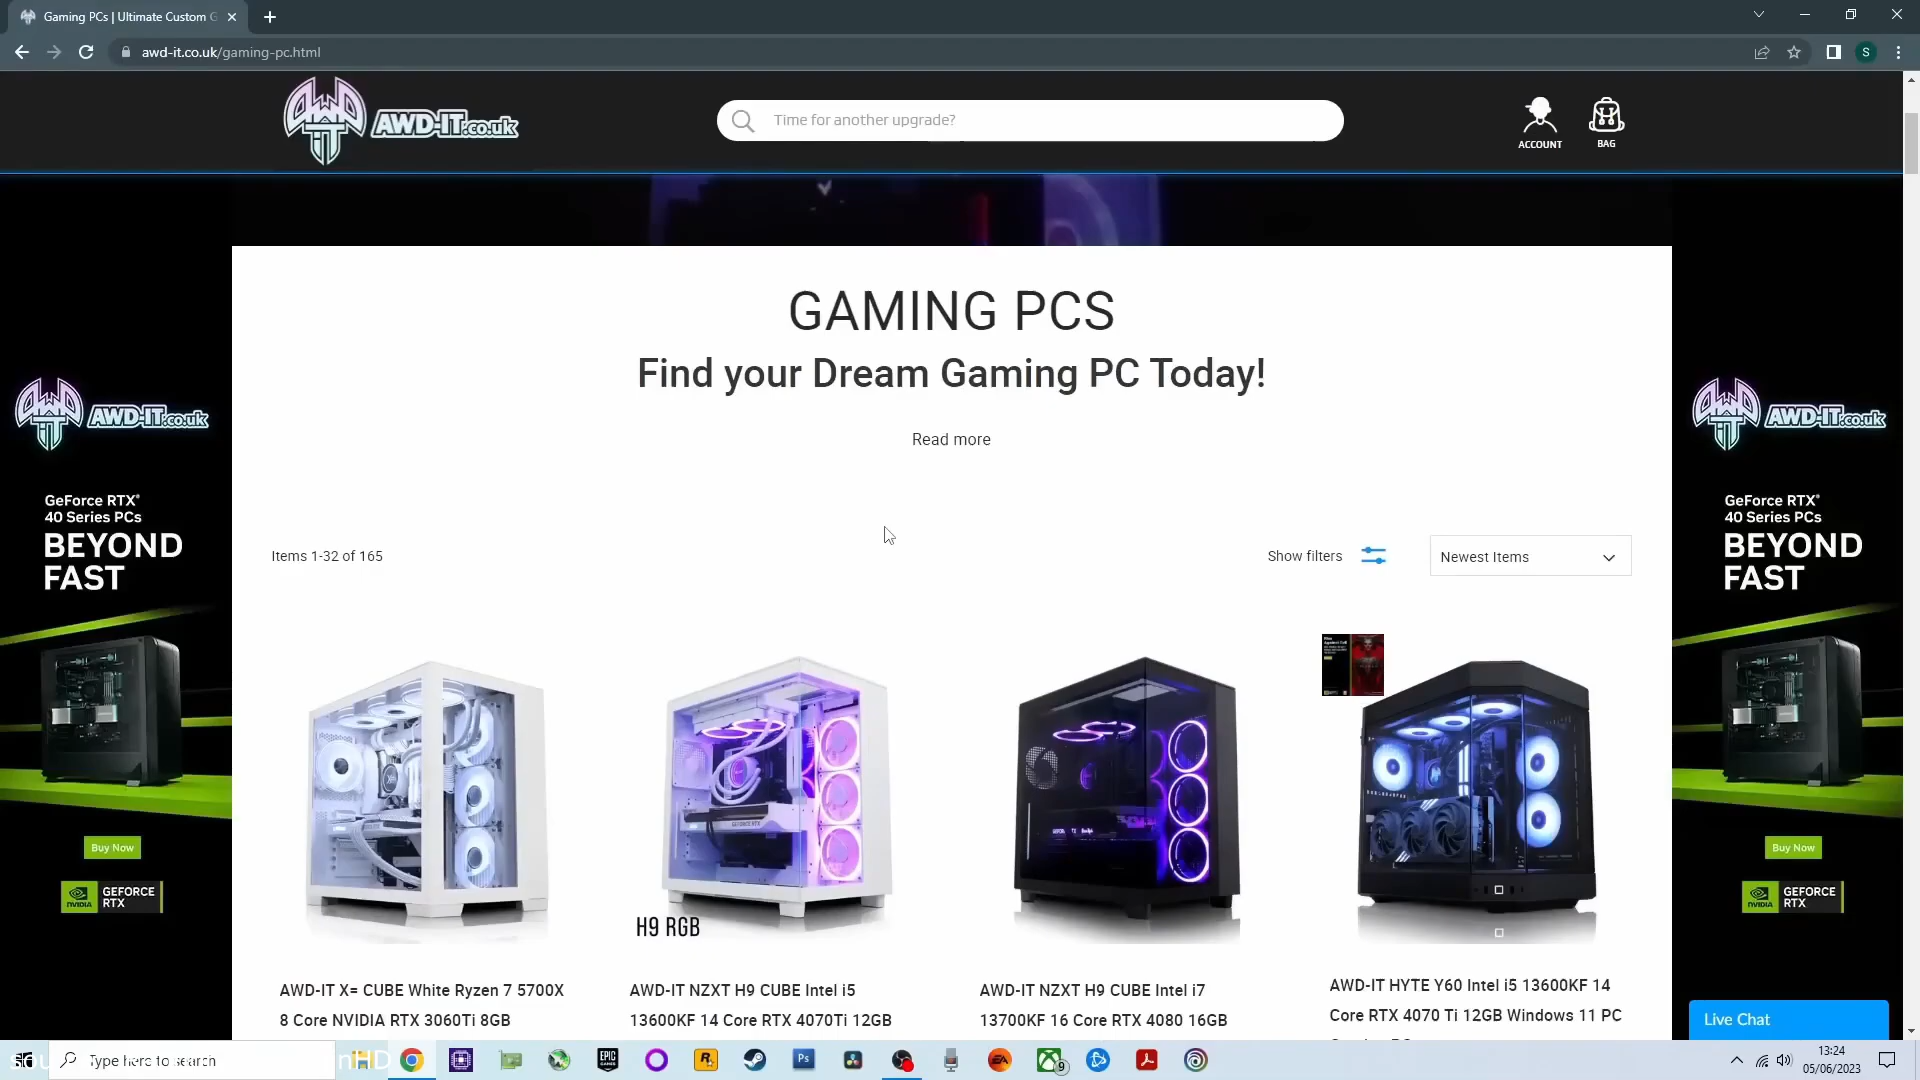 Gaming PCs | Ultimate Custom G
awd-it.co.uk/gaming-pc.html
S
AWD-IT.co.uk
Time for another upgrade?
ACCOUNT
BAG
GAMING PCS
Find your Dream Gaming PC Today!
Read more
Items 1-32 of 165
Show filters
Newest Items
AWD-IT.co.uk
GeForce RTX®
40 Series PCs
BEYOND
FAST
Buy Now
NVIDIA
GEFORCE
RTX
AWD-IT.co.uk
GeForce RTX®
40 Series PCs
BEYOND
FAST
Buy Now
NVIDIA
GEFORCE
RTX
H9 RGB
AWD-IT X= CUBE White Ryzen 7 5700X
8 Core NVIDIA RTX 3060Ti 8GB
AWD-IT NZXT H9 CUBE Intel i5
13600KF 14 Core RTX 4070Ti 12GB
AWD-IT NZXT H9 CUBE Intel i7
13700KF 16 Core RTX 4080 16GB
AWD-IT HYTE Y60 Intel i5 13600KF 14
Core RTX 4070 Ti 12GB Windows 11 PC
Live Chat
Type here to search
EPIC
GAMES
R
Ps
EA
9
13:24
05/06/2023